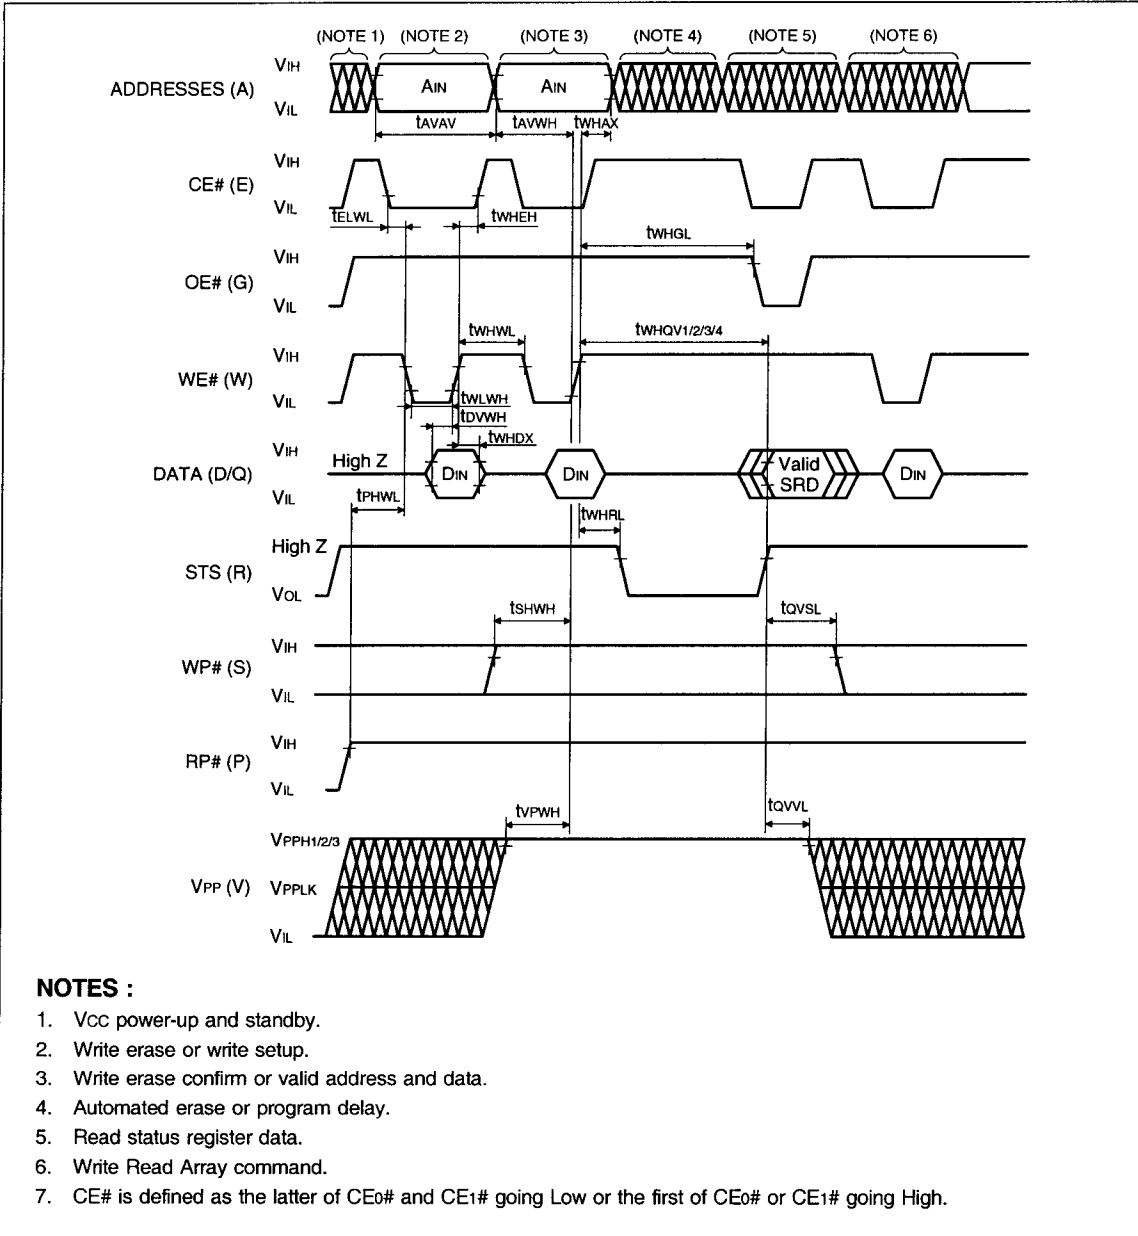 (NOTE 1) (NOTE 2) (NOTE 3) (NOTE 4) (NOTE 5) (NOTE 6)
VIH
ADDRESSES (A) AIN AIN
VIL
tAVAV tAVWH tWHAX
VIH
CE# (E)
VIL
tELWL tWHEH
tWHGL
VIH
OE# (G)
VIL
tWHWL tWHQV1/2/3/4
VIH
WE# (W)
VIL
tWLWH
tDVWH
tWHDX
VIH
High Z
DATA (D/Q) DIN DIN Valid SRD DIN
VIL
tPHWL
tWHRL
High Z
STS (R)
VOL
tSHWH tQVSL
VIH
WP# (S)
VIL
VIH
RP# (P)
VIL
tVPWH tQVVL
VPPH1/2/3
VPP (V) VPPLK
VIL
NOTES :
1. VCC power-up and standby.
2. Write erase or write setup.
3. Write erase confirm or valid address and data.
4. Automated erase or program delay.
5. Read status register data.
6. Write Read Array command.
7. CE# is defined as the latter of CE0# and CE1# going Low or the first of CE0# or CE1# going High.